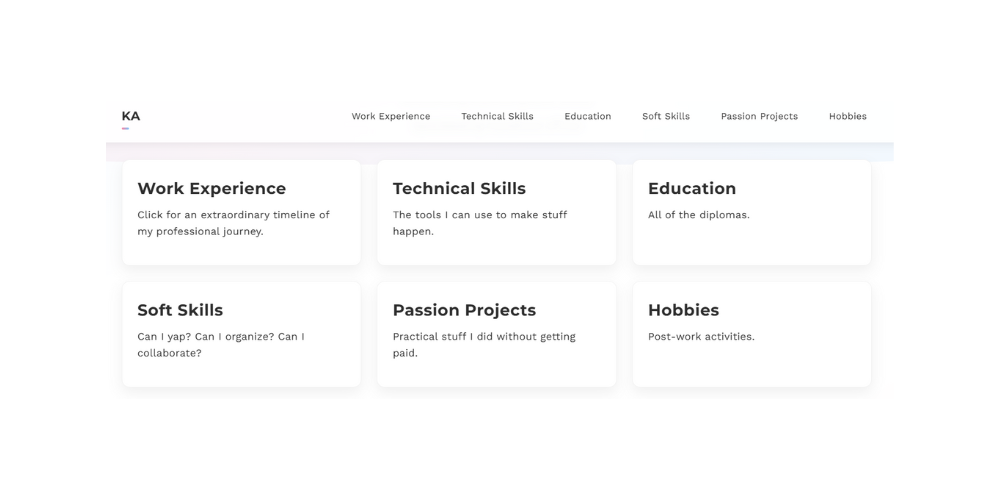 KA
Work Experience
Technical Skills
Education
Soft Skills
Passion Projects
Hobbies
Work Experience
Click for an extraordinary timeline of
my professional journey.
Technical Skills
The tools I can use to make stuff
happen.
Education
All of the diplomas.
Soft Skills
Can I yap? Can I organize? Can I
collaborate?
Passion Projects
Practical stuff I did without getting
paid.
Hobbies
Post-work activities.